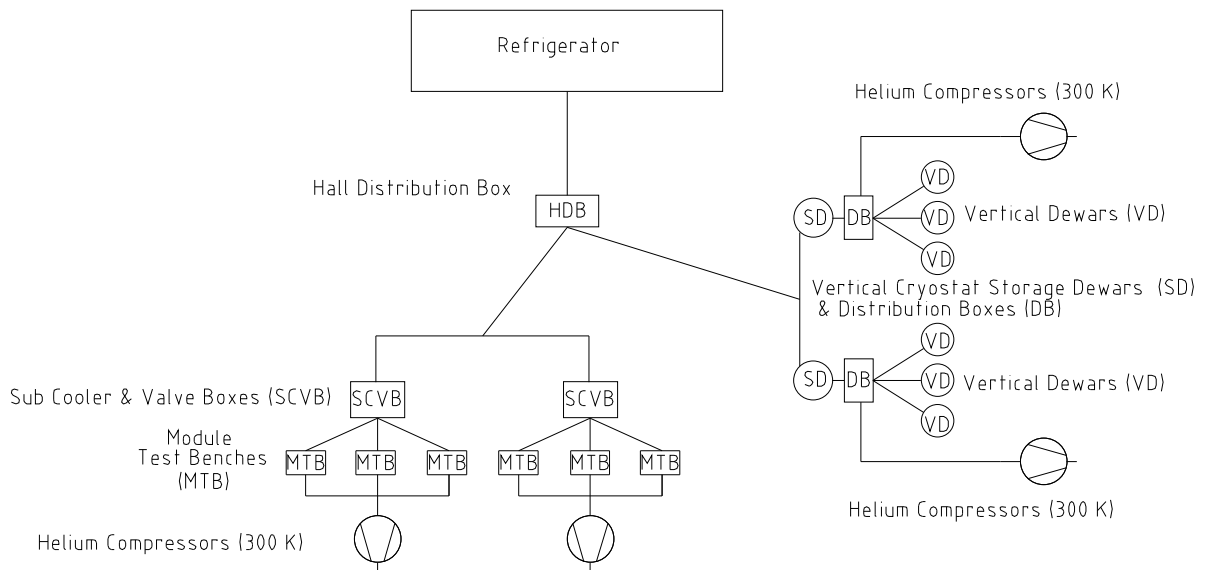 Refrigerator
Helium Compressors (300 K)
Hall Distribution Box
HDB
VD
SD
DB
VD
Vertical Dewars (VD)
VD
Vertical Cryostat Storage Dewars (SD)
& Distribution Boxes (DB)
VD
SD
DB
VD
Vertical Dewars (VD)
VD
Sub Cooler & Valve Boxes (SCVB)
SCVB
SCVB
Module
Test Benches
(MTB)
MTB
MTB
MTB
MTB
MTB
MTB
Helium Compressors (300 K)
Helium Compressors (300 K)